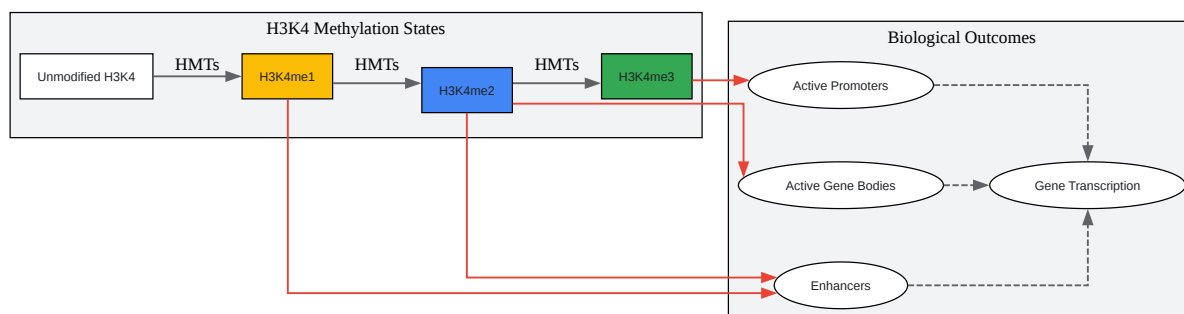 H3K4 Methylation States
Biological Outcomes
Unmodified H3K4
HMTs
H3K4me1
HMTs
H3K4me2
HMTs
H3K4me3
Active Promoters
Active Gene Bodies
Gene Transcription
Enhancers